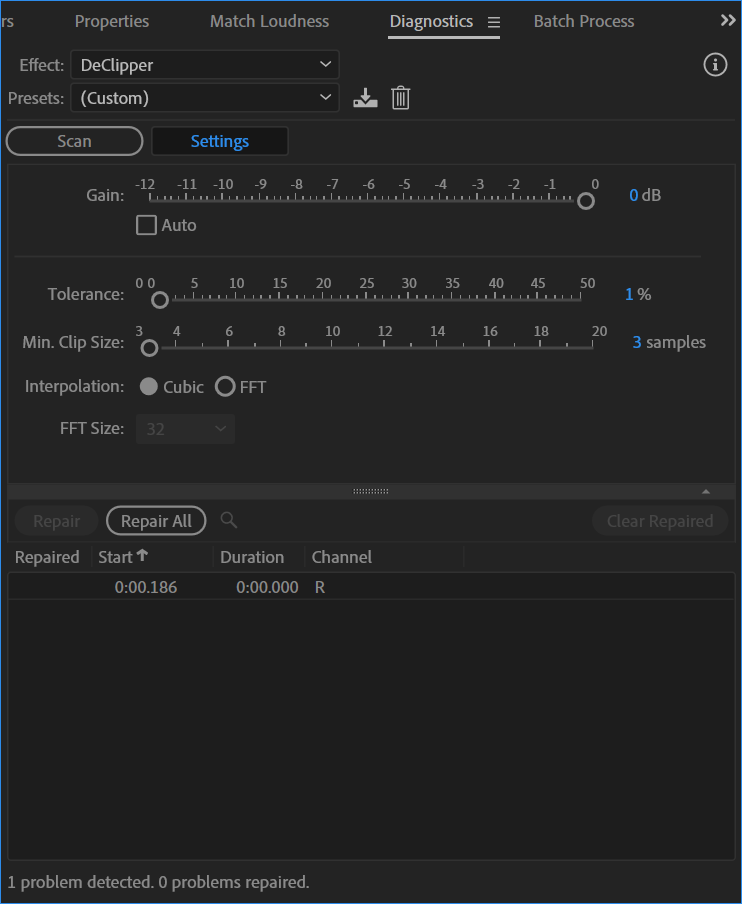 rs Properties Match Loudness Diagnostics Batch Process
Effect: DeClipper
Presets: (Custom)
Scan Settings
Gain: -12 -11 -10 -9 -8 -7 -6 -5 -4 -3 -2 -1 0 0 dB
Auto
Tolerance: 0 0 5 10 15 20 25 30 35 40 45 50 1 %
Min. Clip Size: 3 4 6 8 10 12 14 16 18 20 3 samples
Interpolation: Cubic FFT
FFT Size: 32
Repair Repair All Clear Repaired
Repaired Start Duration Channel
0:00.186 0:00.000 R
1 problem detected. 0 problems repaired.